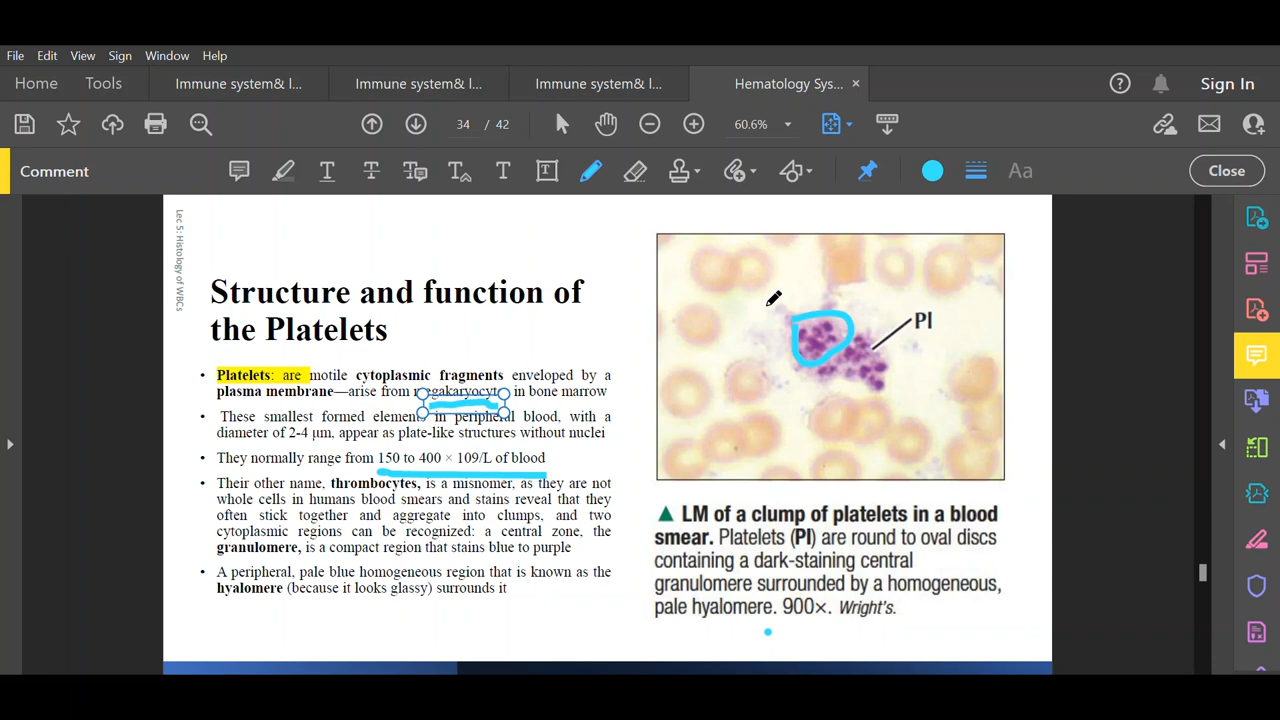 File Edit View Sign Window Help
Home Tools Immune system& l... Immune system& l... Immune system& l... Hematology Sys... × Sign In
34 / 42 60.6%
Comment Aa Close
Lec 5: Histology of WBCs
Structure and function of
the Platelets
• Platelets: are motile cytoplasmic fragments enveloped by a
plasma membrane—arise from megakaryocyte in bone marrow
• These smallest formed elements in peripheral blood, with a
diameter of 2-4 μm, appear as plate-like structures without nuclei
• They normally range from 150 to 400 × 109/L of blood
• Their other name, thrombocytes, is a misnomer, as they are not
whole cells in humans blood smears and stains reveal that they
often stick together and aggregate into clumps, and two
cytoplasmic regions can be recognized: a central zone, the
granulomere, is a compact region that stains blue to purple
• A peripheral, pale blue homogeneous region that is known as the
hyalomere (because it looks glassy) surrounds it
Pl
▲ LM of a clump of platelets in a blood
smear. Platelets (Pl) are round to oval discs
containing a dark-staining central
granulomere surrounded by a homogeneous,
pale hyalomere. 900×. Wright's.